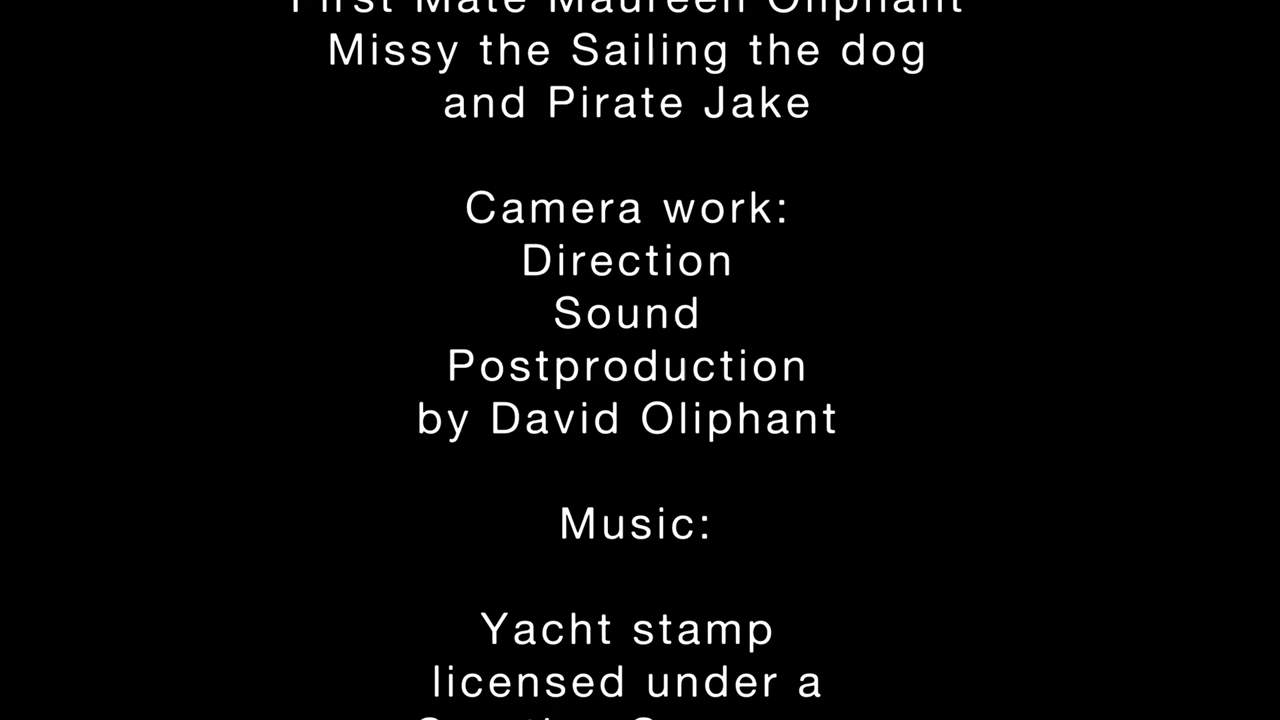 First Mate Maureen Oliphant
Missy the Sailing the dog
and Pirate Jake
Camera work:
Direction
Sound
Postproduction
by David Oliphant
Music:
Yacht stamp
licensed under a